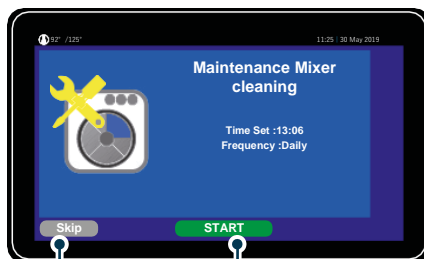 92° /125°
11:25 | 30 May 2019
Maintenance Mixer
cleaning
Time Set :13:06
Frequency :Daily
Skip
START